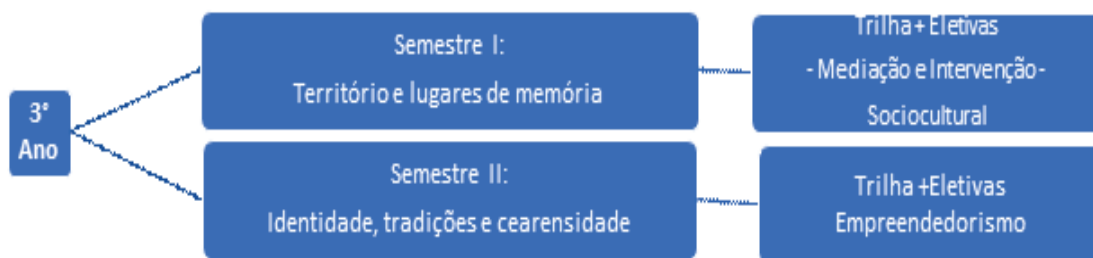 3°
Ano
Semestre I:
Território e lugares de memória
Trilha + Eletivas
- Mediação e Intervenção -
Sociocultural
Semestre II:
Identidade, tradições e cearensidade
Trilha +Eletivas
Empreendedorismo